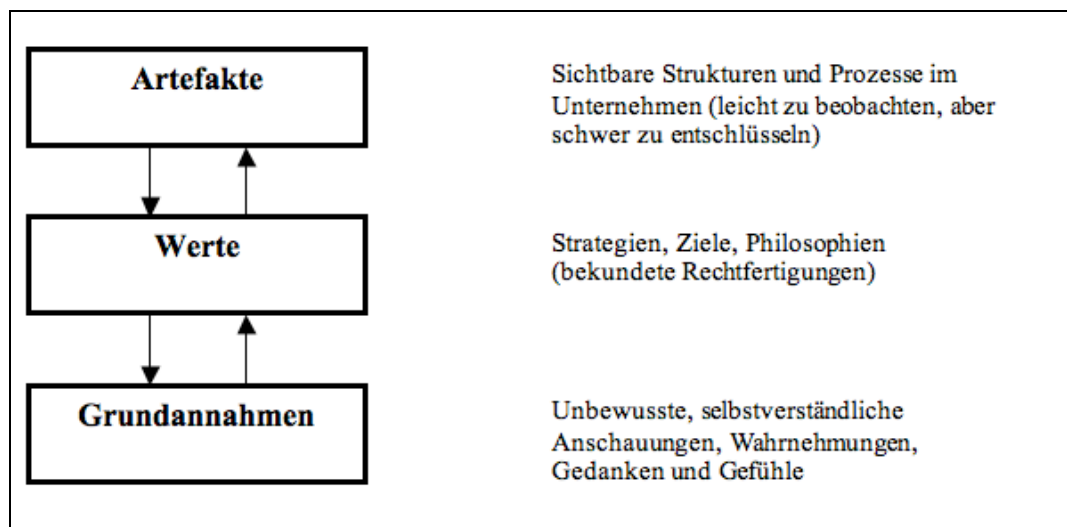 Artefakte
Sichtbare Strukturen und Prozesse im
Unternehmen (leicht zu beobachten, aber
schwer zu entschlüsseln)
Werte
Strategien, Ziele, Philosophien
(bekundete Rechtfertigungen)
Grundannahmen
Unbewusste, selbstverständliche
Anschauungen, Wahrnehmungen,
Gedanken und Gefühle